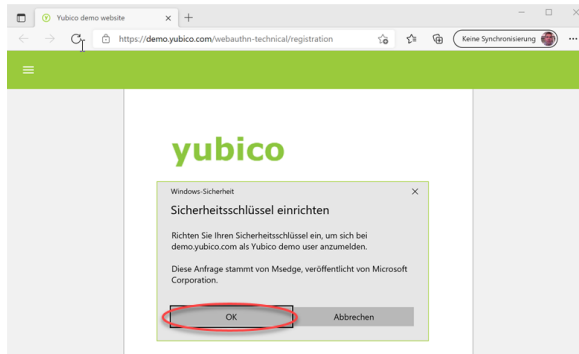 Yubico demo website
https://demo.yubico.com/webauthn-technical/registration
Keine Synchronisierung
yubico
Windows-Sicherheit
Sicherheitsschlüssel einrichten
Richten Sie Ihren Sicherheitsschlüssel ein, um sich bei
demo.yubico.com als Yubico demo user anzumelden.
Diese Anfrage stammt von Msedge, veröffentlicht von Microsoft
Corporation.
OK
Abbrechen